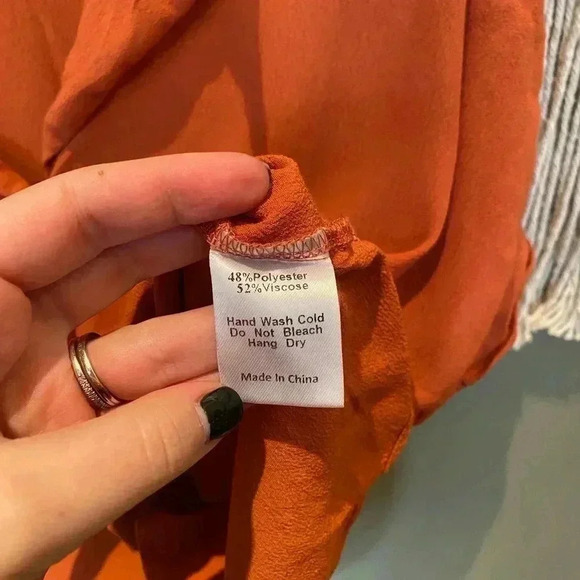 48%Polyester
52%Viscose
Hand Wash Cold
Do Not Bleach
Hang Dry
Made in China